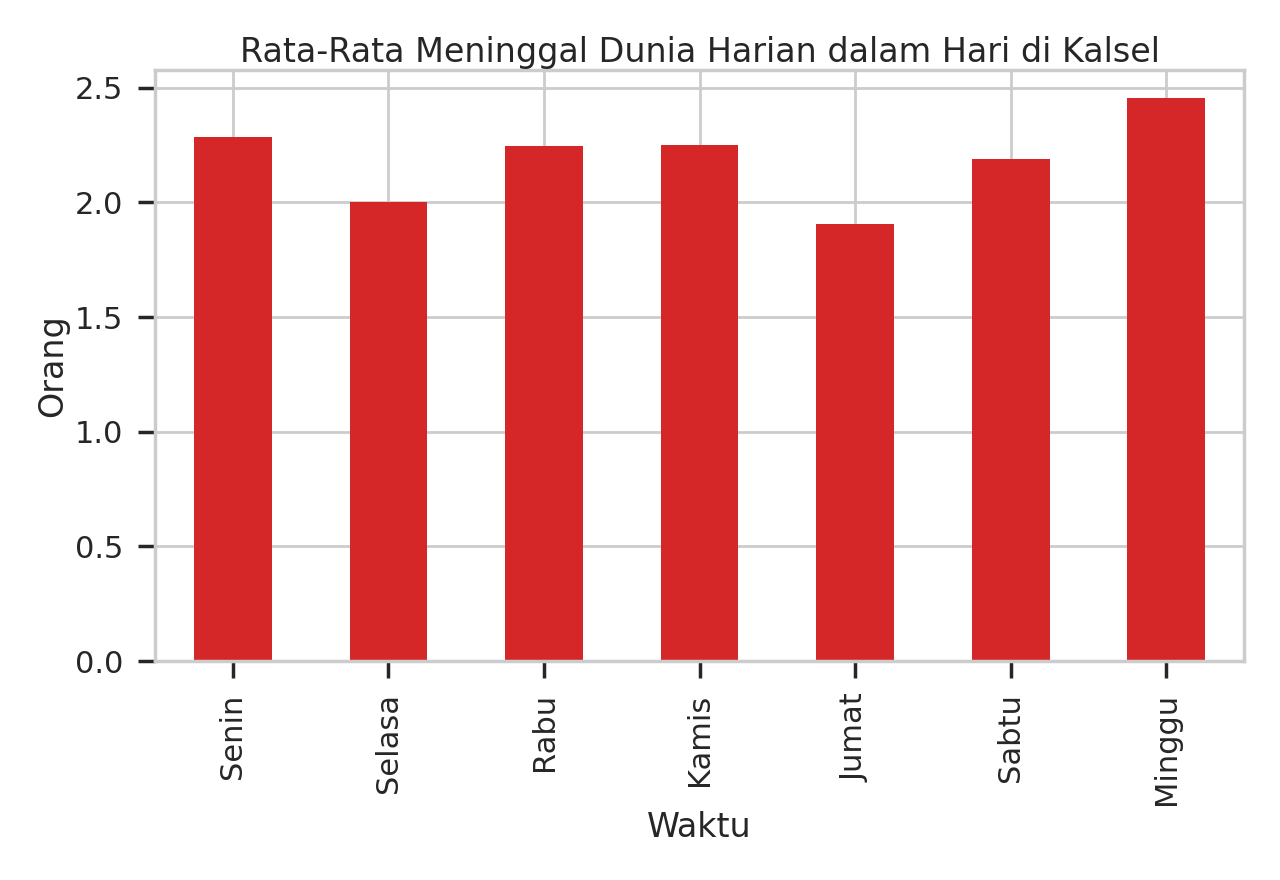 Rata-Rata Meninggal Dunia Harian dalam Hari di Kalsel
2.5
2.0
1.5
1.0
0.5
0.0
Orang
Senin
Selasa
Rabu
Kamis
Jumat
Sabtu
Minggu
Waktu